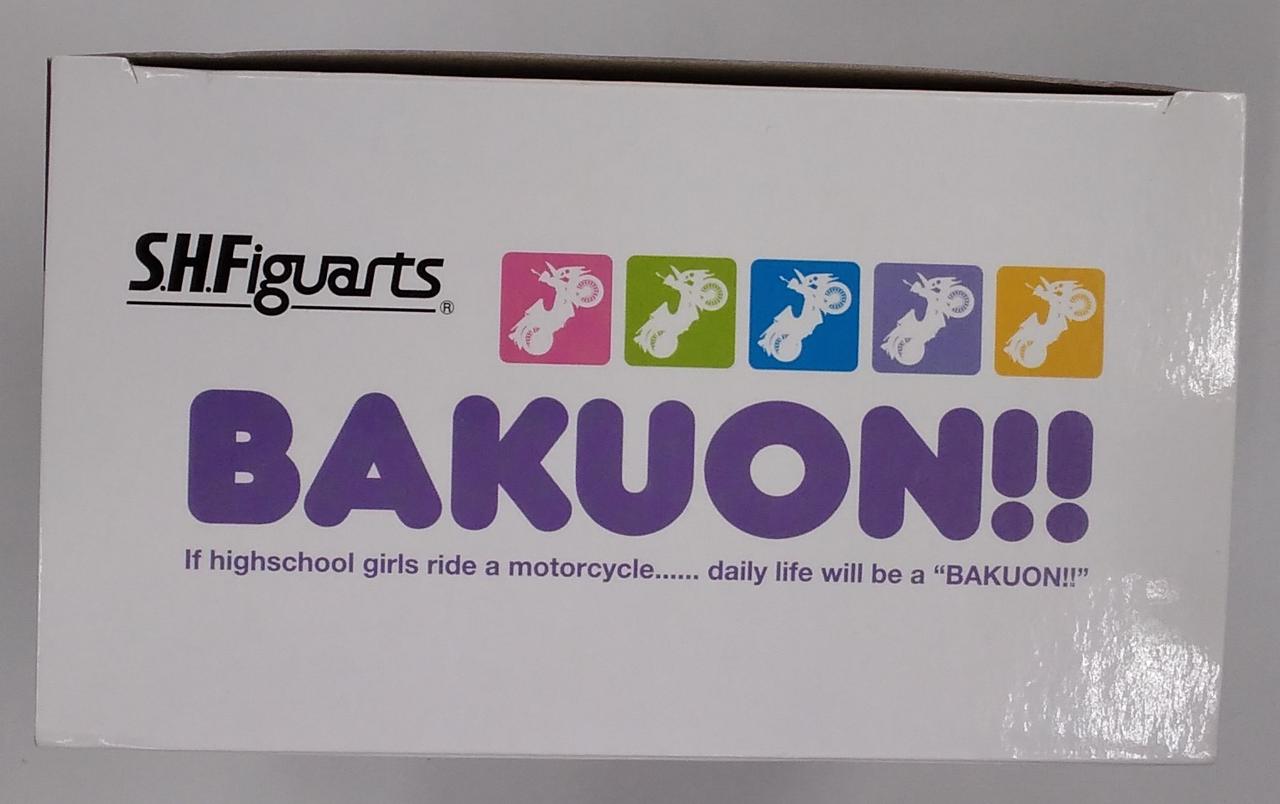 S.H.Figuarts®
BAKUON!!
If highschool girls ride a motorcycle...... daily life will be a “BAKUON!!”